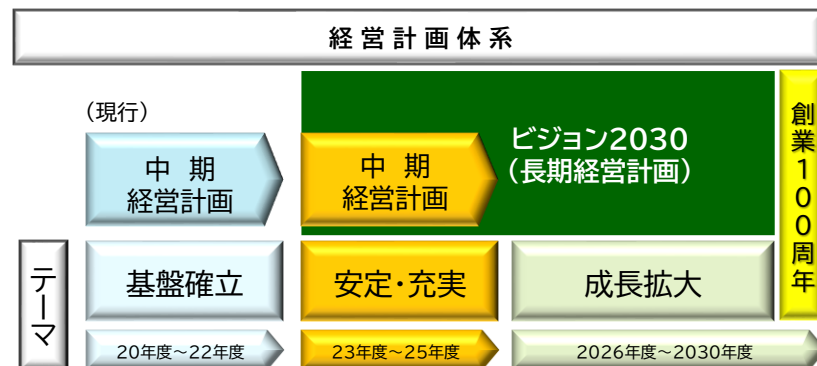 経営計画体系
(現行)
中 期
経営計画
中 期
経営計画
ビジョン2030
(長期経営計画)
創業100周年
テーマ
基盤確立
安定・充実
成長拡大
20年度～22年度
23年度～25年度
2026年度～2030年度